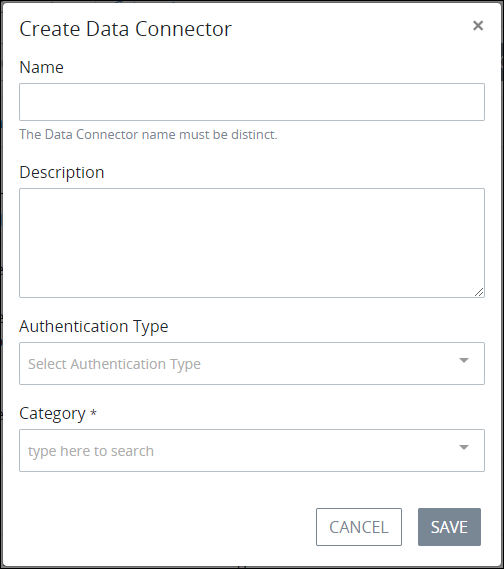 Create Data Connector ×
Name
The Data Connector name must be distinct.
Description
Authentication Type
Select Authentication Type
Category *
type here to search
CANCEL SAVE